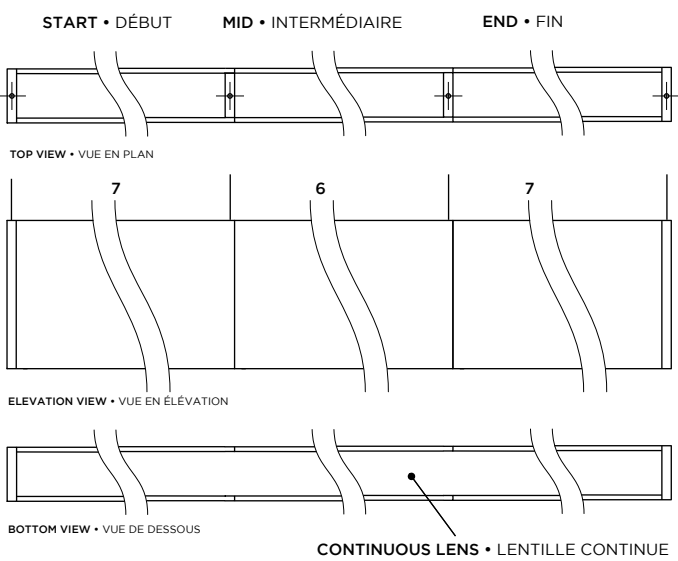 START • DÉBUT MID • INTERMÉDIAIRE END • FIN
TOP VIEW • VUE EN PLAN
7 6 7
ELEVATION VIEW • VUE EN ÉLÉVATION
BOTTOM VIEW • VUE DE DESSOUS
CONTINUOUS LENS • LENTILLE CONTINUE